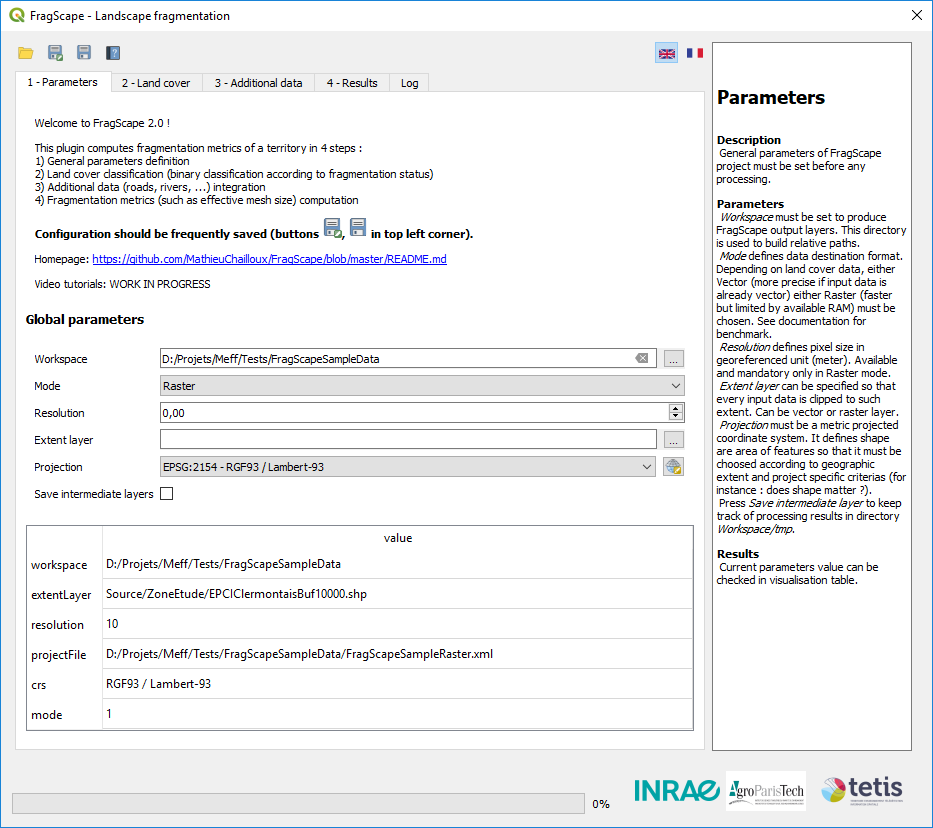 FragScape - Landscape fragmentation
1 - Parameters
2 - Land cover
3 - Additional data
4 - Results
Log
Welcome to FragScape 2.0 !
This plugin computes fragmentation metrics of a territory in 4 steps :
1) General parameters definition
2) Land cover classification (binary classification according to fragmentation status)
3) Additional data (roads, rivers, ...) integration
4) Fragmentation metrics (such as effective mesh size) computation
Configuration should be frequently saved (buttons , in top left corner).
Homepage: https://github.com/MathieuChailloux/FragScape/blob/master/README.md
Video tutorials: WORK IN PROGRESS
Global parameters
Workspace D:/Projets/Meff/Tests/FragScapeSampleData ...
Mode Raster
Resolution 0,00
Extent layer ...
Projection EPSG:2154 - RGF93 / Lambert-93
Save intermediate layers
value
workspace D:/Projets/Meff/Tests/FragScapeSampleData
extentLayer Source/ZoneEtude/EPCIClermontaisBuf10000.shp
resolution 10
projectFile D:/Projets/Meff/Tests/FragScapeSampleData/FragScapeSampleRaster.xml
crs RGF93 / Lambert-93
mode 1
Parameters
Description
General parameters of FragScape
project must be set before any
processing.
Parameters
Workspace must be set to produce
FragScape output layers. This directory
is used to build relative paths.
Mode defines data destination format.
Depending on land cover data, either
Vector (more precise if input data is
already vector) either Raster (faster
but limited by available RAM) must be
chosen. See documentation for
benchmark.
Resolution defines pixel size in
georeferenced unit (meter). Available
and mandatory only in Raster mode.
Extent layer can be specified so that
every input data is clipped to such
extent. Can be vector or raster layer.
Projection must be a metric projected
coordinate system. It defines shape
are area of features so that it must be
choosed according to geographic
extent and project specific criterias (for
instance : does shape matter ?).
Press Save intermediate layer to keep
track of processing results in directory
Workspace/tmp.
Results
Current parameters value can be
checked in visualisation table.
0%
INRAE
AgroParisTech
tetis